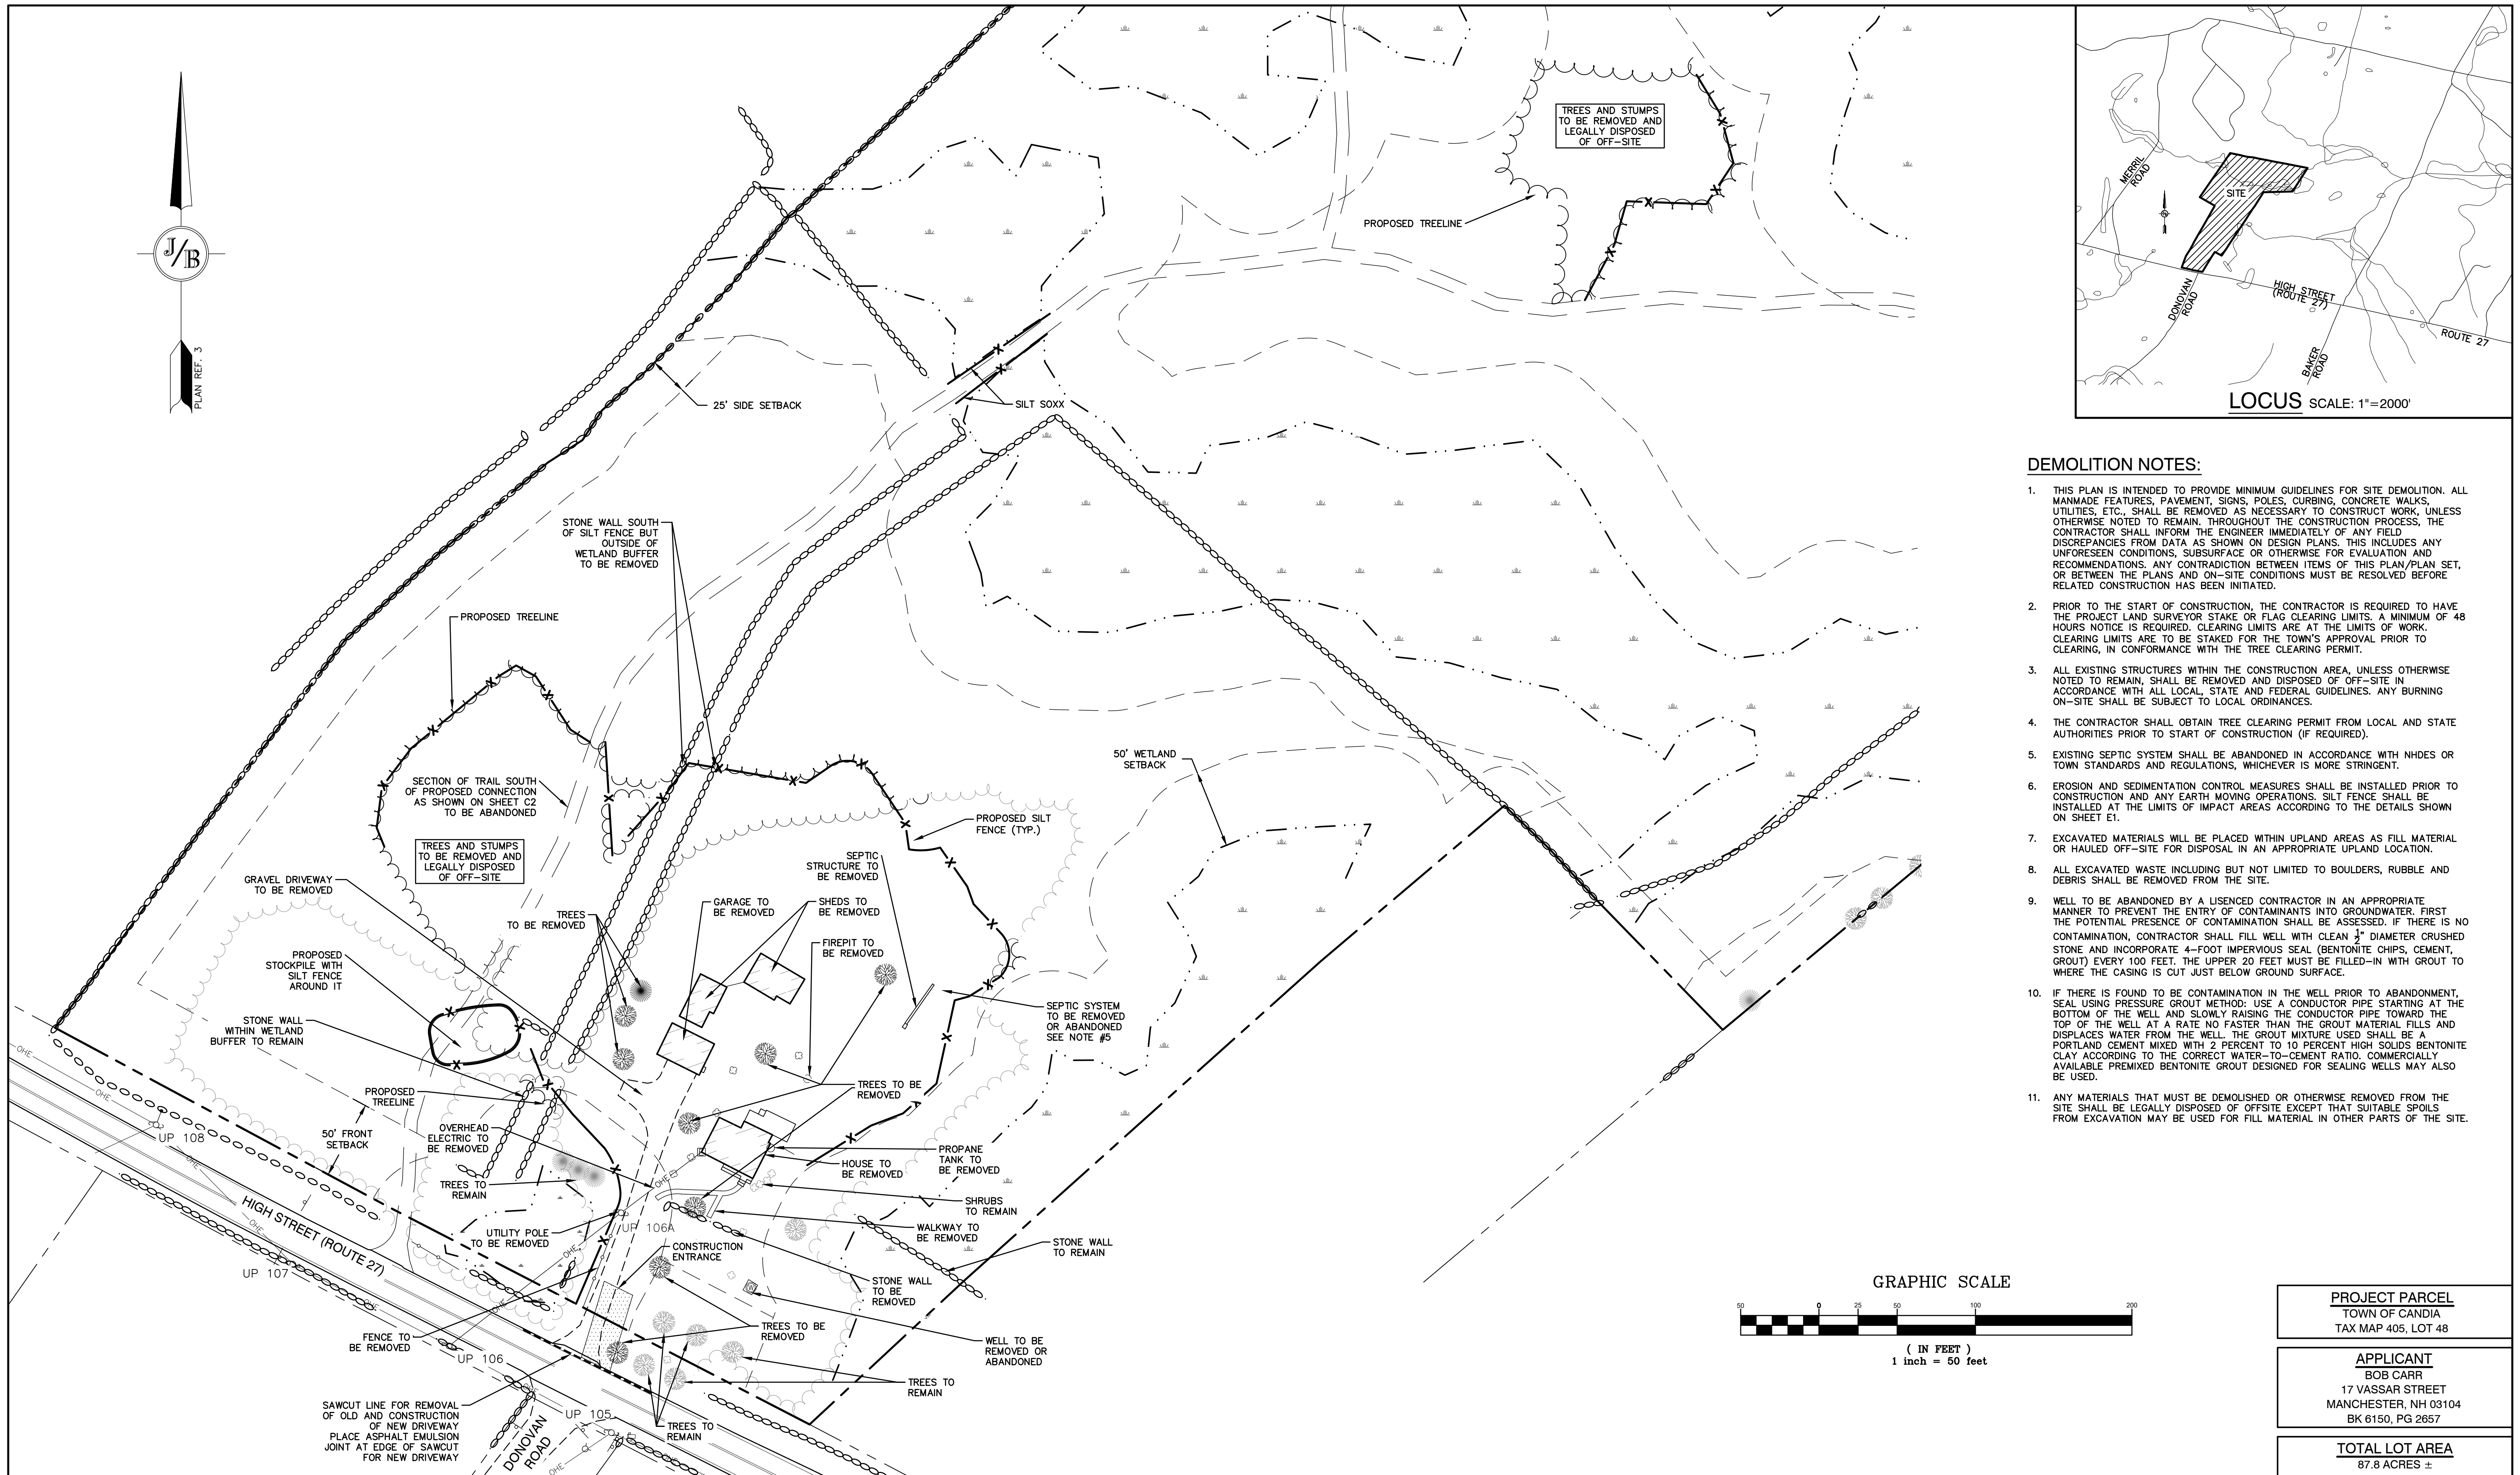 J/B
PLAN REF. 3
25' SIDE SETBACK
SILT SOXX
TREES AND STUMPS
TO BE REMOVED AND
LEGALLY DISPOSED
OF OFF-SITE
PROPOSED TREELINE
STONE WALL SOUTH
OF SILT FENCE BUT
OUTSIDE OF
WETLAND BUFFER
TO BE REMOVED
PROPOSED TREELINE
SECTION OF TRAIL SOUTH
OF PROPOSED CONNECTION
AS SHOWN ON SHEET C2
TO BE ABANDONED
50' WETLAND
SETBACK
PROPOSED SILT
FENCE (TYP.)
TREES AND STUMPS
TO BE REMOVED AND
LEGALLY DISPOSED
OF OFF-SITE
SEPTIC
STRUCTURE TO
BE REMOVED
GRAVEL DRIVEWAY
TO BE REMOVED
TREES
TO BE REMOVED
GARAGE TO
BE REMOVED
SHEDS TO
BE REMOVED
FIREPIT TO
BE REMOVED
PROPOSED
STOCKPILE WITH
SILT FENCE
AROUND IT
SEPTIC SYSTEM
TO BE REMOVED
OR ABANDONED
SEE NOTE #5
STONE WALL
WITHIN WETLAND
BUFFER TO REMAIN
PROPOSED
TREELINE
TREES TO BE
REMOVED
OHE
OHE
UP 108
50' FRONT
SETBACK
OVERHEAD
ELECTRIC TO
BE REMOVED
PROPANE
TANK TO
BE REMOVED
HOUSE TO
BE REMOVED
OHE
OHE
TREES TO
REMAIN
SHRUBS
TO REMAIN
HIGH STREET (ROUTE 27)
OHE
UTILITY POLE
TO BE REMOVED
UP 106A
WALKWAY TO
BE REMOVED
STONE WALL
TO REMAIN
CONSTRUCTION
ENTRANCE
OHE
UP 107
OHE
OHE
STONE WALL
TO BE
REMOVED
FENCE TO
BE REMOVED
UP 106
TREES TO BE
REMOVED
WELL TO BE
REMOVED OR
ABANDONED
TREES TO
REMAIN
SAWCUT LINE FOR REMOVAL
OF OLD AND CONSTRUCTION
OF NEW DRIVEWAY
PLACE ASPHALT EMULSION
JOINT AT EDGE OF SAWCUT
FOR NEW DRIVEWAY
UP 105
TREES TO
REMAIN
DONOVAN
ROAD
OHE
MERRIL
ROAD
SITE
DONOVAN
ROAD
HIGH STREET
(ROUTE 27)
BAKER
ROAD
ROUTE 27
LOCUS SCALE: 1"=2000'
DEMOLITION NOTES:
1. THIS PLAN IS INTENDED TO PROVIDE MINIMUM GUIDELINES FOR SITE DEMOLITION. ALL
MANMADE FEATURES, PAVEMENT, SIGNS, POLES, CURBING, CONCRETE WALKS,
UTILITIES, ETC., SHALL BE REMOVED AS NECESSARY TO CONSTRUCT WORK, UNLESS
OTHERWISE NOTED TO REMAIN. THROUGHOUT THE CONSTRUCTION PROCESS, THE
CONTRACTOR SHALL INFORM THE ENGINEER IMMEDIATELY OF ANY FIELD
DISCREPANCIES FROM DATA AS SHOWN ON DESIGN PLANS. THIS INCLUDES ANY
UNFORESEEN CONDITIONS, SUBSURFACE OR OTHERWISE FOR EVALUATION AND
RECOMMENDATIONS. ANY CONTRADICTION BETWEEN ITEMS OF THIS PLAN/PLAN SET,
OR BETWEEN THE PLANS AND ON-SITE CONDITIONS MUST BE RESOLVED BEFORE
RELATED CONSTRUCTION HAS BEEN INITIATED.
2. PRIOR TO THE START OF CONSTRUCTION, THE CONTRACTOR IS REQUIRED TO HAVE
THE PROJECT LAND SURVEYOR STAKE OR FLAG CLEARING LIMITS. A MINIMUM OF 48
HOURS NOTICE IS REQUIRED. CLEARING LIMITS ARE AT THE LIMITS OF WORK.
CLEARING LIMITS ARE TO BE STAKED FOR THE TOWN'S APPROVAL PRIOR TO
CLEARING, IN CONFORMANCE WITH THE TREE CLEARING PERMIT.
3. ALL EXISTING STRUCTURES WITHIN THE CONSTRUCTION AREA, UNLESS OTHERWISE
NOTED TO REMAIN, SHALL BE REMOVED AND DISPOSED OF OFF-SITE IN
ACCORDANCE WITH ALL LOCAL, STATE AND FEDERAL GUIDELINES. ANY BURNING
ON-SITE SHALL BE SUBJECT TO LOCAL ORDINANCES.
4. THE CONTRACTOR SHALL OBTAIN TREE CLEARING PERMIT FROM LOCAL AND STATE
AUTHORITIES PRIOR TO START OF CONSTRUCTION (IF REQUIRED).
5. EXISTING SEPTIC SYSTEM SHALL BE ABANDONED IN ACCORDANCE WITH NHDES OR
TOWN STANDARDS AND REGULATIONS, WHICHEVER IS MORE STRINGENT.
6. EROSION AND SEDIMENTATION CONTROL MEASURES SHALL BE INSTALLED PRIOR TO
CONSTRUCTION AND ANY EARTH MOVING OPERATIONS. SILT FENCE SHALL BE
INSTALLED AT THE LIMITS OF IMPACT AREAS ACCORDING TO THE DETAILS SHOWN
ON SHEET E1.
7. EXCAVATED MATERIALS WILL BE PLACED WITHIN UPLAND AREAS AS FILL MATERIAL
OR HAULED OFF-SITE FOR DISPOSAL IN AN APPROPRIATE UPLAND LOCATION.
8. ALL EXCAVATED WASTE INCLUDING BUT NOT LIMITED TO BOULDERS, RUBBLE AND
DEBRIS SHALL BE REMOVED FROM THE SITE.
9. WELL TO BE ABANDONED BY A LISENCED CONTRACTOR IN AN APPROPRIATE
MANNER TO PREVENT THE ENTRY OF CONTAMINANTS INTO GROUNDWATER. FIRST
THE POTENTIAL PRESENCE OF CONTAMINATION SHALL BE ASSESSED. IF THERE IS NO
CONTAMINATION, CONTRACTOR SHALL FILL WELL WITH CLEAN ½" DIAMETER CRUSHED
STONE AND INCORPORATE 4-FOOT IMPERVIOUS SEAL (BENTONITE CHIPS, CEMENT,
GROUT) EVERY 100 FEET. THE UPPER 20 FEET MUST BE FILLED-IN WITH GROUT TO
WHERE THE CASING IS CUT JUST BELOW GROUND SURFACE.
10. IF THERE IS FOUND TO BE CONTAMINATION IN THE WELL PRIOR TO ABANDONMENT,
SEAL USING PRESSURE GROUT METHOD: USE A CONDUCTOR PIPE STARTING AT THE
BOTTOM OF THE WELL AND SLOWLY RAISING THE CONDUCTOR PIPE TOWARD THE
TOP OF THE WELL AT A RATE NO FASTER THAN THE GROUT MATERIAL FILLS AND
DISPLACES WATER FROM THE WELL. THE GROUT MIXTURE USED SHALL BE A
PORTLAND CEMENT MIXED WITH 2 PERCENT TO 10 PERCENT HIGH SOLIDS BENTONITE
CLAY ACCORDING TO THE CORRECT WATER-TO-CEMENT RATIO. COMMERCIALLY
AVAILABLE PREMIXED BENTONITE GROUT DESIGNED FOR SEALING WELLS MAY ALSO
BE USED.
11. ANY MATERIALS THAT MUST BE DEMOLISHED OR OTHERWISE REMOVED FROM THE
SITE SHALL BE LEGALLY DISPOSED OF OFFSITE EXCEPT THAT SUITABLE SPOILS
FROM EXCAVATION MAY BE USED FOR FILL MATERIAL IN OTHER PARTS OF THE SITE.
GRAPHIC SCALE
50 0 25 50 100 200
( IN FEET )
1 inch = 50 feet
PROJECT PARCEL
TOWN OF CANDIA
TAX MAP 405, LOT 48
APPLICANT
BOB CARR
17 VASSAR STREET
MANCHESTER, NH 03104
BK 6150, PG 2657
TOTAL LOT AREA
87.8 ACRES ±